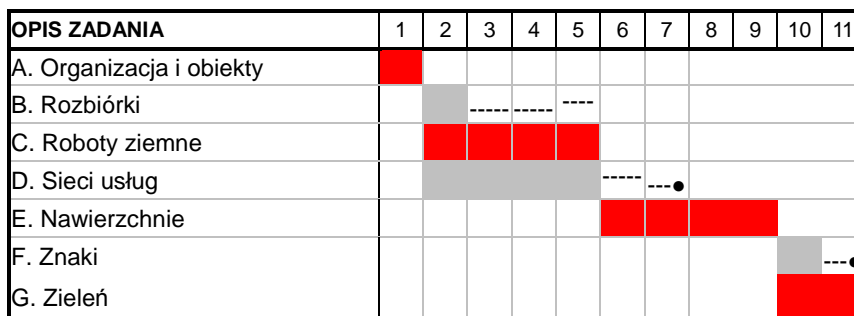 OPIS ZADANIA 1 2 3 4 5 6 7 8 9 10 11
A. Organizacja i obiekty
B. Rozbiórki
C. Roboty ziemne
D. Sieci usług
E. Nawierzchnie
F. Znaki
G. Zieleń